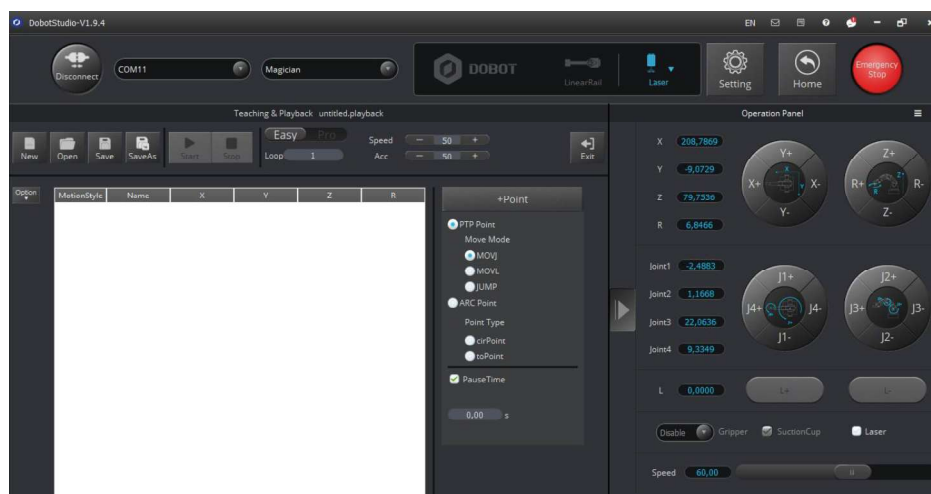 DobotStudio-V1.9.4 EN
Disconnect COM11 Magician DOBOT LinearRail Laser Setting Home Emergency Stop
Teaching & Playback untitled.playback
Operation Panel
New Open Save SaveAs Start Stop
Easy Pro
Loop 1
Speed - 50 +
Acc - 50 +
Exit
Option
MotionStyle Name X Y Z R
+Point
PTP Point
Move Mode
MOVJ
MOVL
JUMP
ARC Point
Point Type
cirPoint
toPoint
PauseTime
0.00 s
X 208,7869
Y -9,0729
Z 79,7536
R 6,8466
Y+
X+ X-
Y-
Z+
R+ R-
Z-
Joint1 -2,4883
Joint2 1,1668
Joint3 22,0636
Joint4 9,3349
J1+
J4+ J4-
J1-
J2+
J3+ J3-
J2-
L 0,0000 L+ L-
Disable Gripper SuctionCup Laser
Speed 60,00